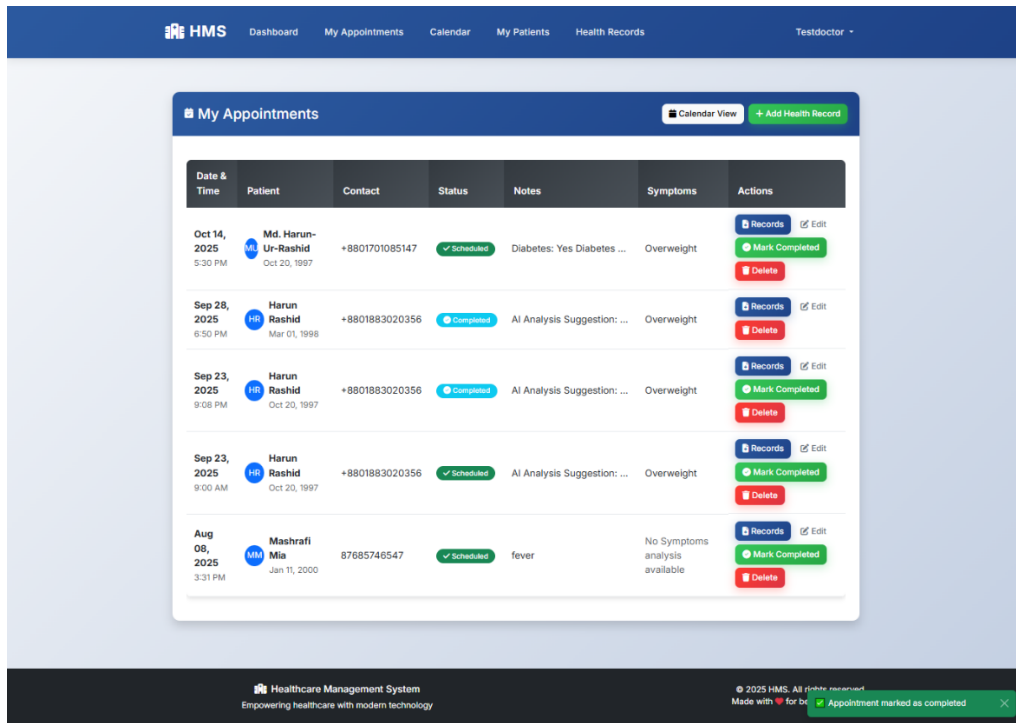 HMS Dashboard My Appointments Calendar My Patients Health Records Testdoctor
My Appointments Calendar View + Add Health Record
Date & Time Patient Contact Status Notes Symptoms Actions
Oct 14, 2025 5:30 PM MU Md. Harun-Ur-Rashid Oct 20, 1997 +8801701085147 Scheduled Diabetes: Yes Diabetes ... Overweight Records Edit Mark Completed Delete
Sep 28, 2025 6:50 PM HR Harun Rashid Mar 01, 1998 +8801883020356 Completed AI Analysis Suggestion: ... Overweight Records Edit Delete
Sep 23, 2025 9:08 PM HR Harun Rashid Oct 20, 1997 +8801883020356 Completed AI Analysis Suggestion: ... Overweight Records Edit Mark Completed Delete
Sep 23, 2025 9:00 AM HR Harun Rashid Oct 20, 1997 +8801883020356 Scheduled AI Analysis Suggestion: ... Overweight Records Edit Mark Completed Delete
Aug 08, 2025 3:31 PM MM Mashrafi Mia Jan 11, 2000 87685746547 Scheduled fever No Symptoms analysis available Records Edit Mark Completed Delete
Healthcare Management System
Empowering healthcare with modern technology
© 2025 HMS. All rights reserved
Made with ❤ for be
Appointment marked as completed